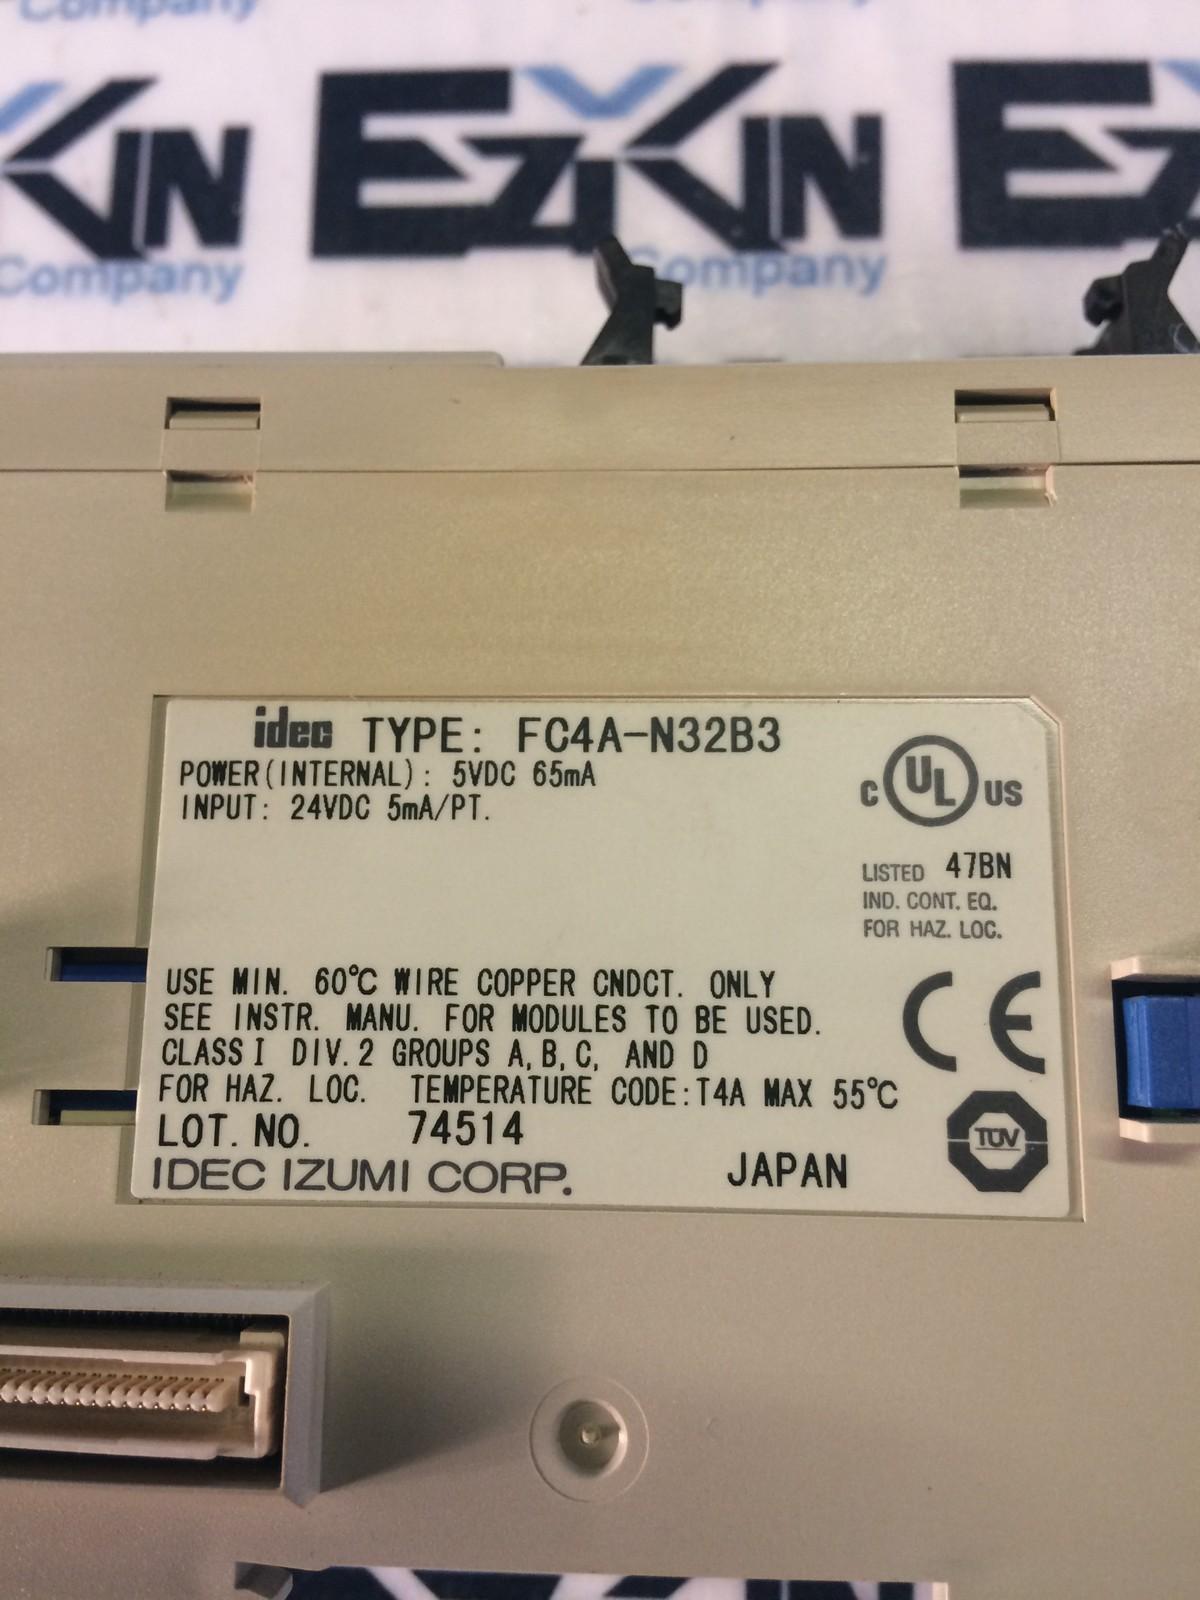 Company
KIN
EZKIN
Company
Company
idec TYPE: FC4A-N32B3
POWER(INTERNAL): 5VDC 65mA
INPUT: 24VDC 5mA/PT.
C UL US
LISTED 47BN
IND. CONT. EQ.
FOR HAZ. LOC.
USE MIN. 60℃ WIRE COPPER CNDCT. ONLY
SEE INSTR. MANU. FOR MODULES TO BE USED.
CLASS I DIV. 2 GROUPS A, B, C, AND D
FOR HAZ. LOC. TEMPERATURE CODE:T4A MAX 55℃
CE
LOT. NO. 74514
TÜV
IDEC IZUMI CORP. JAPAN